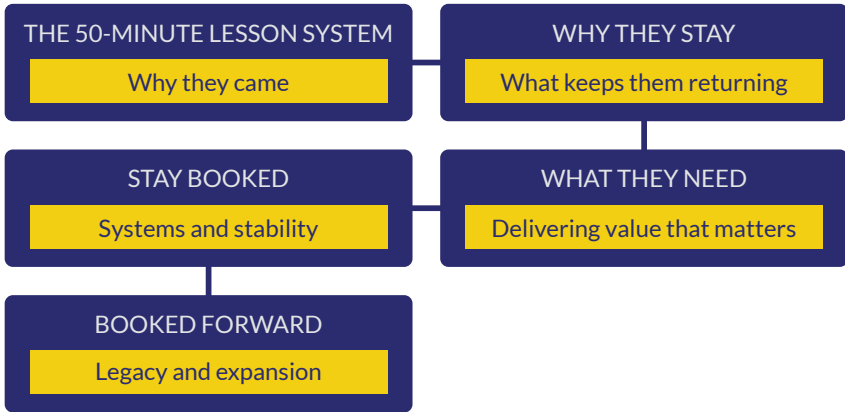 THE 50-MINUTE LESSON SYSTEM
Why they came
WHY THEY STAY
What keeps them returning
WHAT THEY NEED
Delivering value that matters
STAY BOOKED
Systems and stability
BOOKED FORWARD
Legacy and expansion